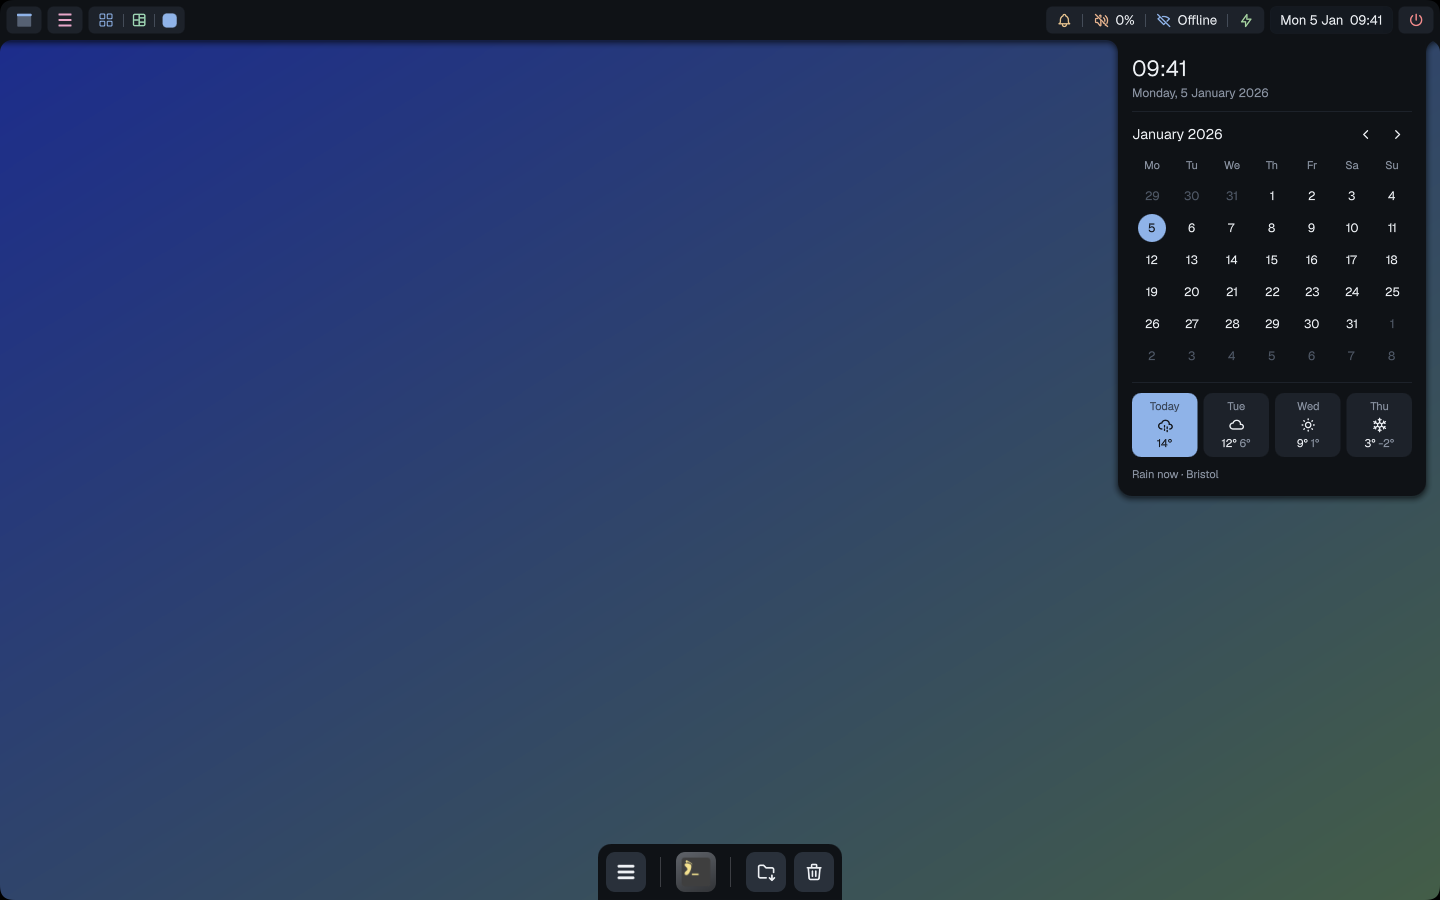 0% Offline Mon 5 Jan 09:41
09:41
Monday, 5 January 2026
January 2026
Mo Tu We Th Fr Sa Su
29 30 31 1 2 3 4
5 6 7 8 9 10 11
12 13 14 15 16 17 18
19 20 21 22 23 24 25
26 27 28 29 30 31 1
2 3 4 5 6 7 8
Today Tue Wed Thu
14° 12° 6° 9° 1° 3° -2°
Rain now · Bristol